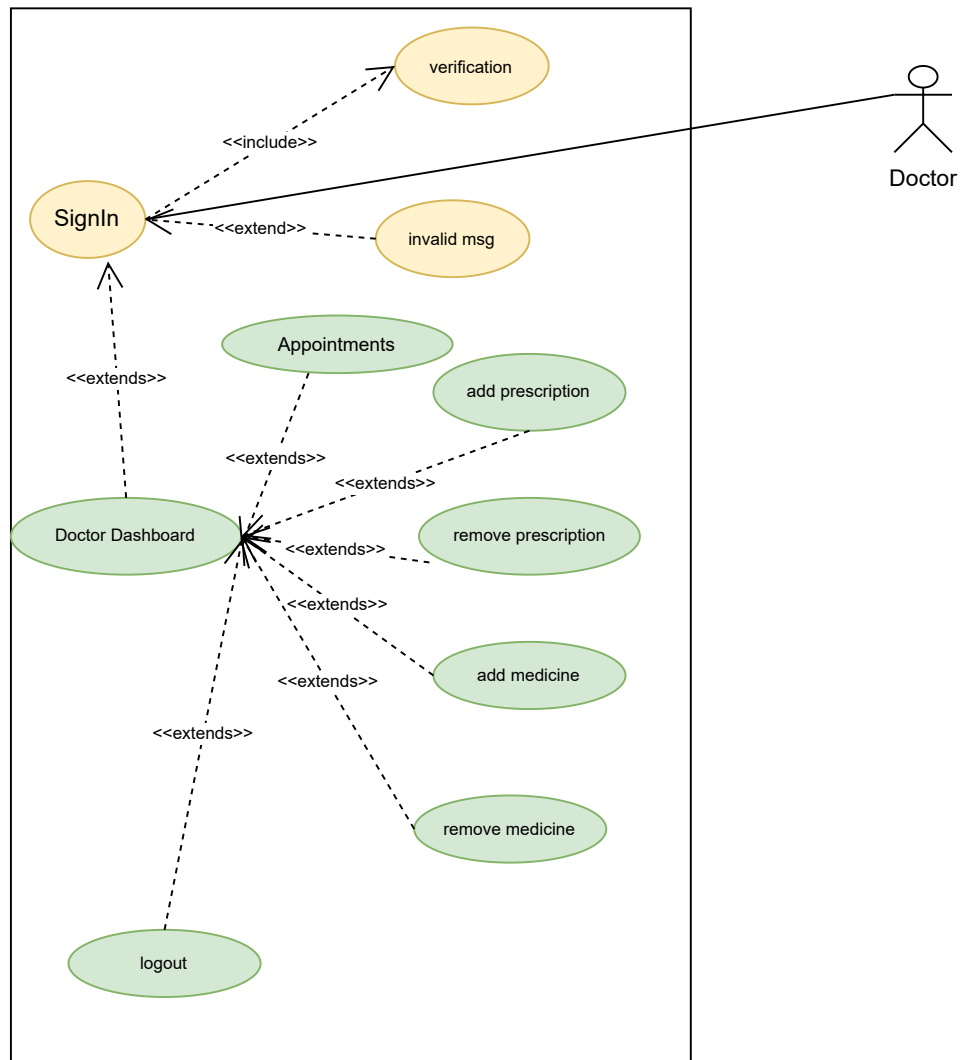 verification
<<include>>
Doctor
SignIn
<<extend>>
invalid msg
Appointments
<<extends>>
add prescription
<<extends>>
<<extends>>
Doctor Dashboard
remove prescription
<<extends>>
<<extends>>
add medicine
<<extends>>
<<extends>>
remove medicine
logout